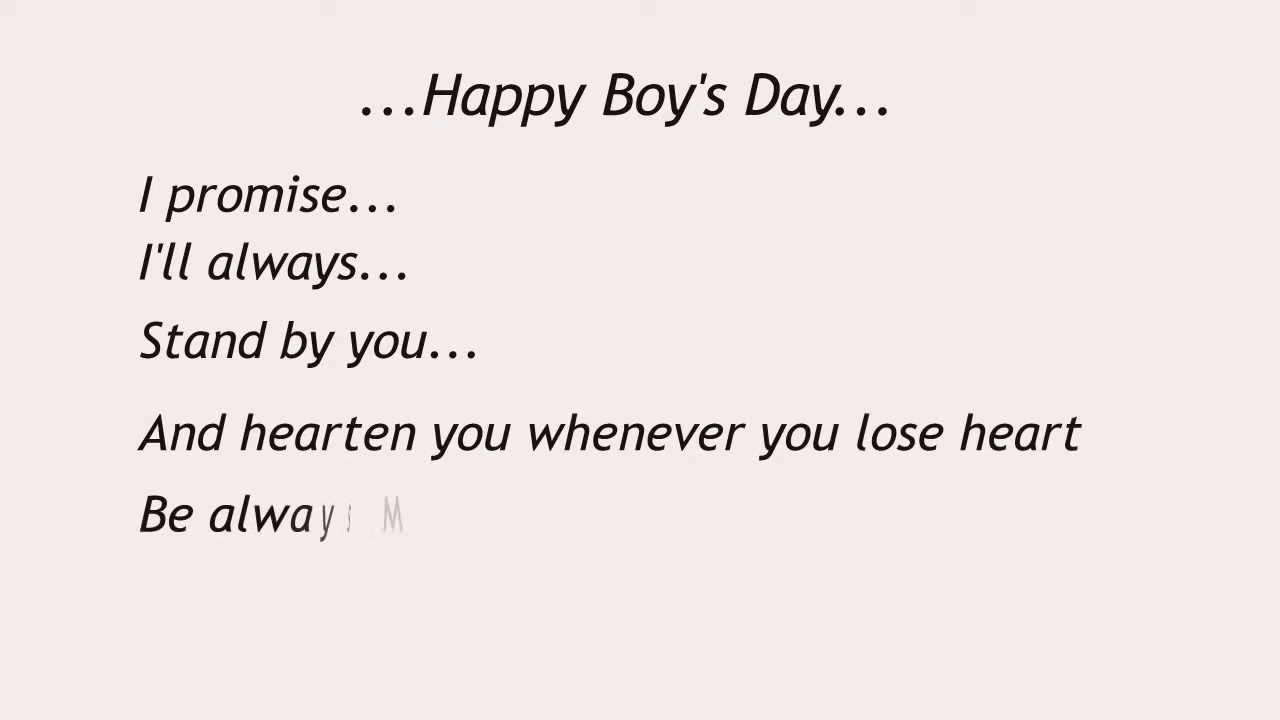 ...Happy Boy's Day...
I promise...
I'll always...
Stand by you...
And hearten you whenever you lose heart
Be always M